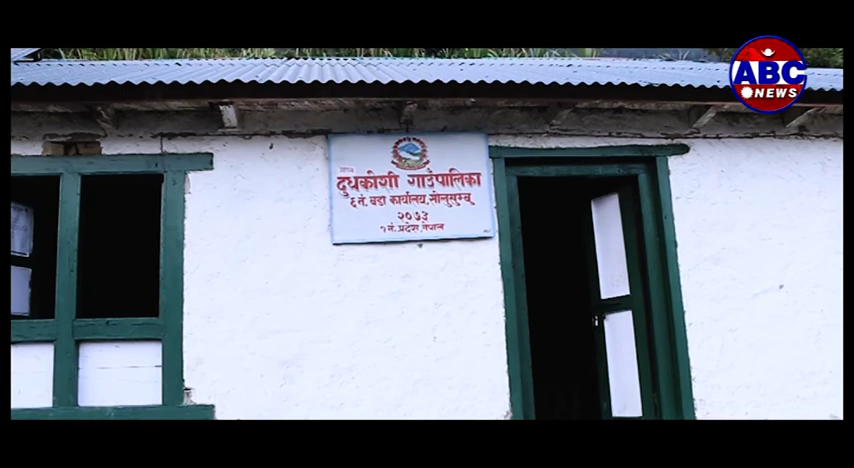 ABC
NEWS
दुधकोशी गाउँपालिका
६ नं. वडा कार्यालय, सोलुखुम्बु
२०७३
१ नं. प्रदेश, नेपाल